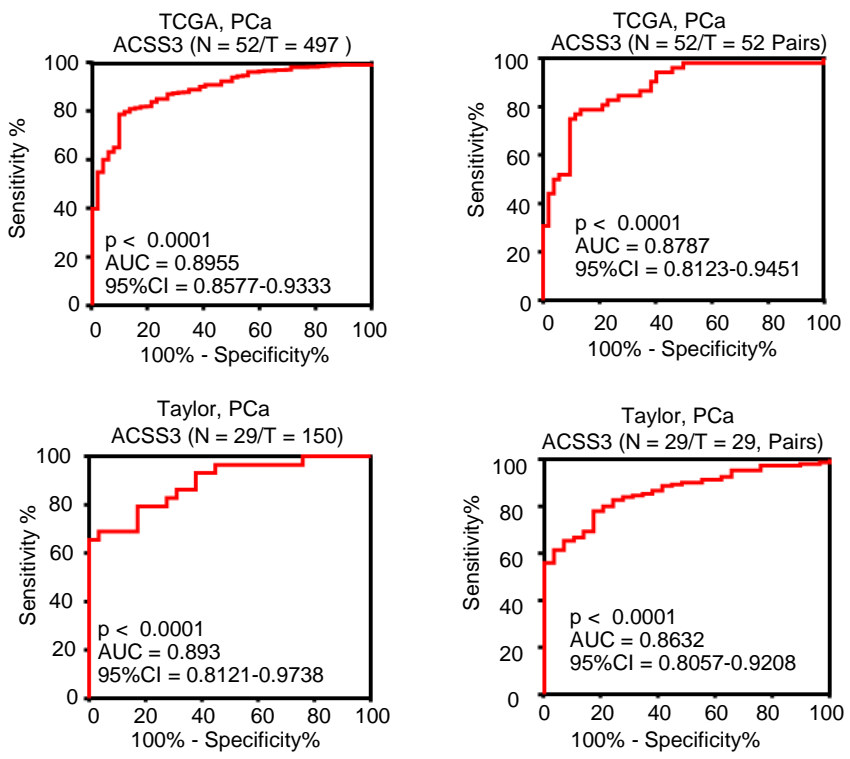 TCGA, PCa
ACSS3 (N = 52/T = 497 )
100
80
60
40
20
0
Sensitivity %
p < 0.0001
AUC = 0.8955
95%CI = 0.8577-0.9333
0 20 40 60 80 100
100% - Specificity%
TCGA, PCa
ACSS3 (N = 52/T = 52 Pairs)
100
80
60
40
20
0
Sensitivity%
p < 0.0001
AUC = 0.8787
95%CI = 0.8123-0.9451
0 20 40 60 80 100
100% - Specificity%
Taylor, PCa
ACSS3 (N = 29/T = 150)
100
80
60
40
20
0
Sensitivity %
p < 0.0001
AUC = 0.893
95%CI = 0.8121-0.9738
0 20 40 60 80 100
100% - Specificity%
Taylor, PCa
ACSS3 (N = 29/T = 29, Pairs)
100
80
60
40
20
0
Sensitivity %
p < 0.0001
AUC = 0.8632
95%CI = 0.8057-0.9208
0 20 40 60 80 100
100% - Specificity%